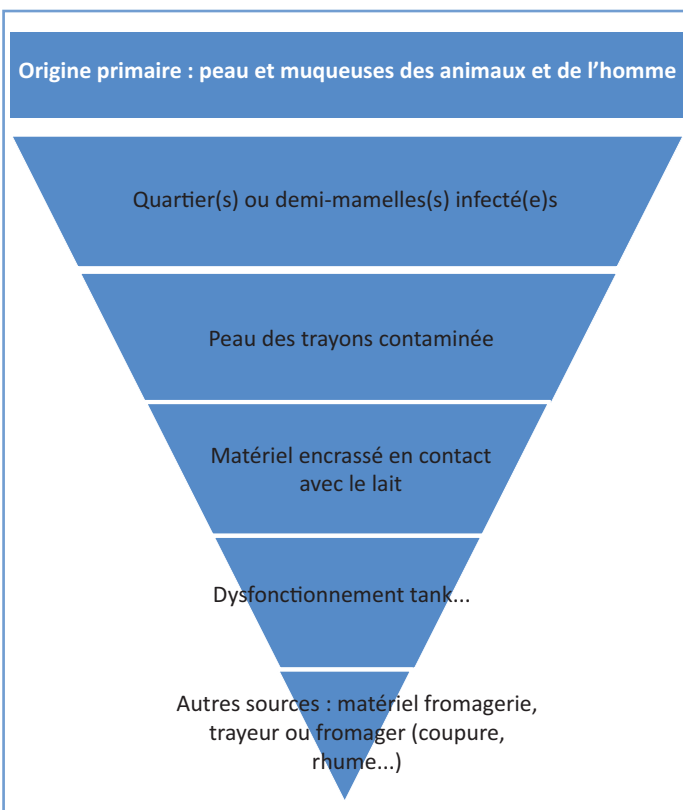 Origine primaire : peau et muqueuses des animaux et de l’homme
Quartier(s) ou demi-mamelles(s) infecté(e)s
Peau des trayons contaminée
Matériel encrassé en contact
avec le lait
Dysfonctionnement tank...
Autres sources : matériel fromagerie,
trayeur ou fromager (coupure,
rhume...)